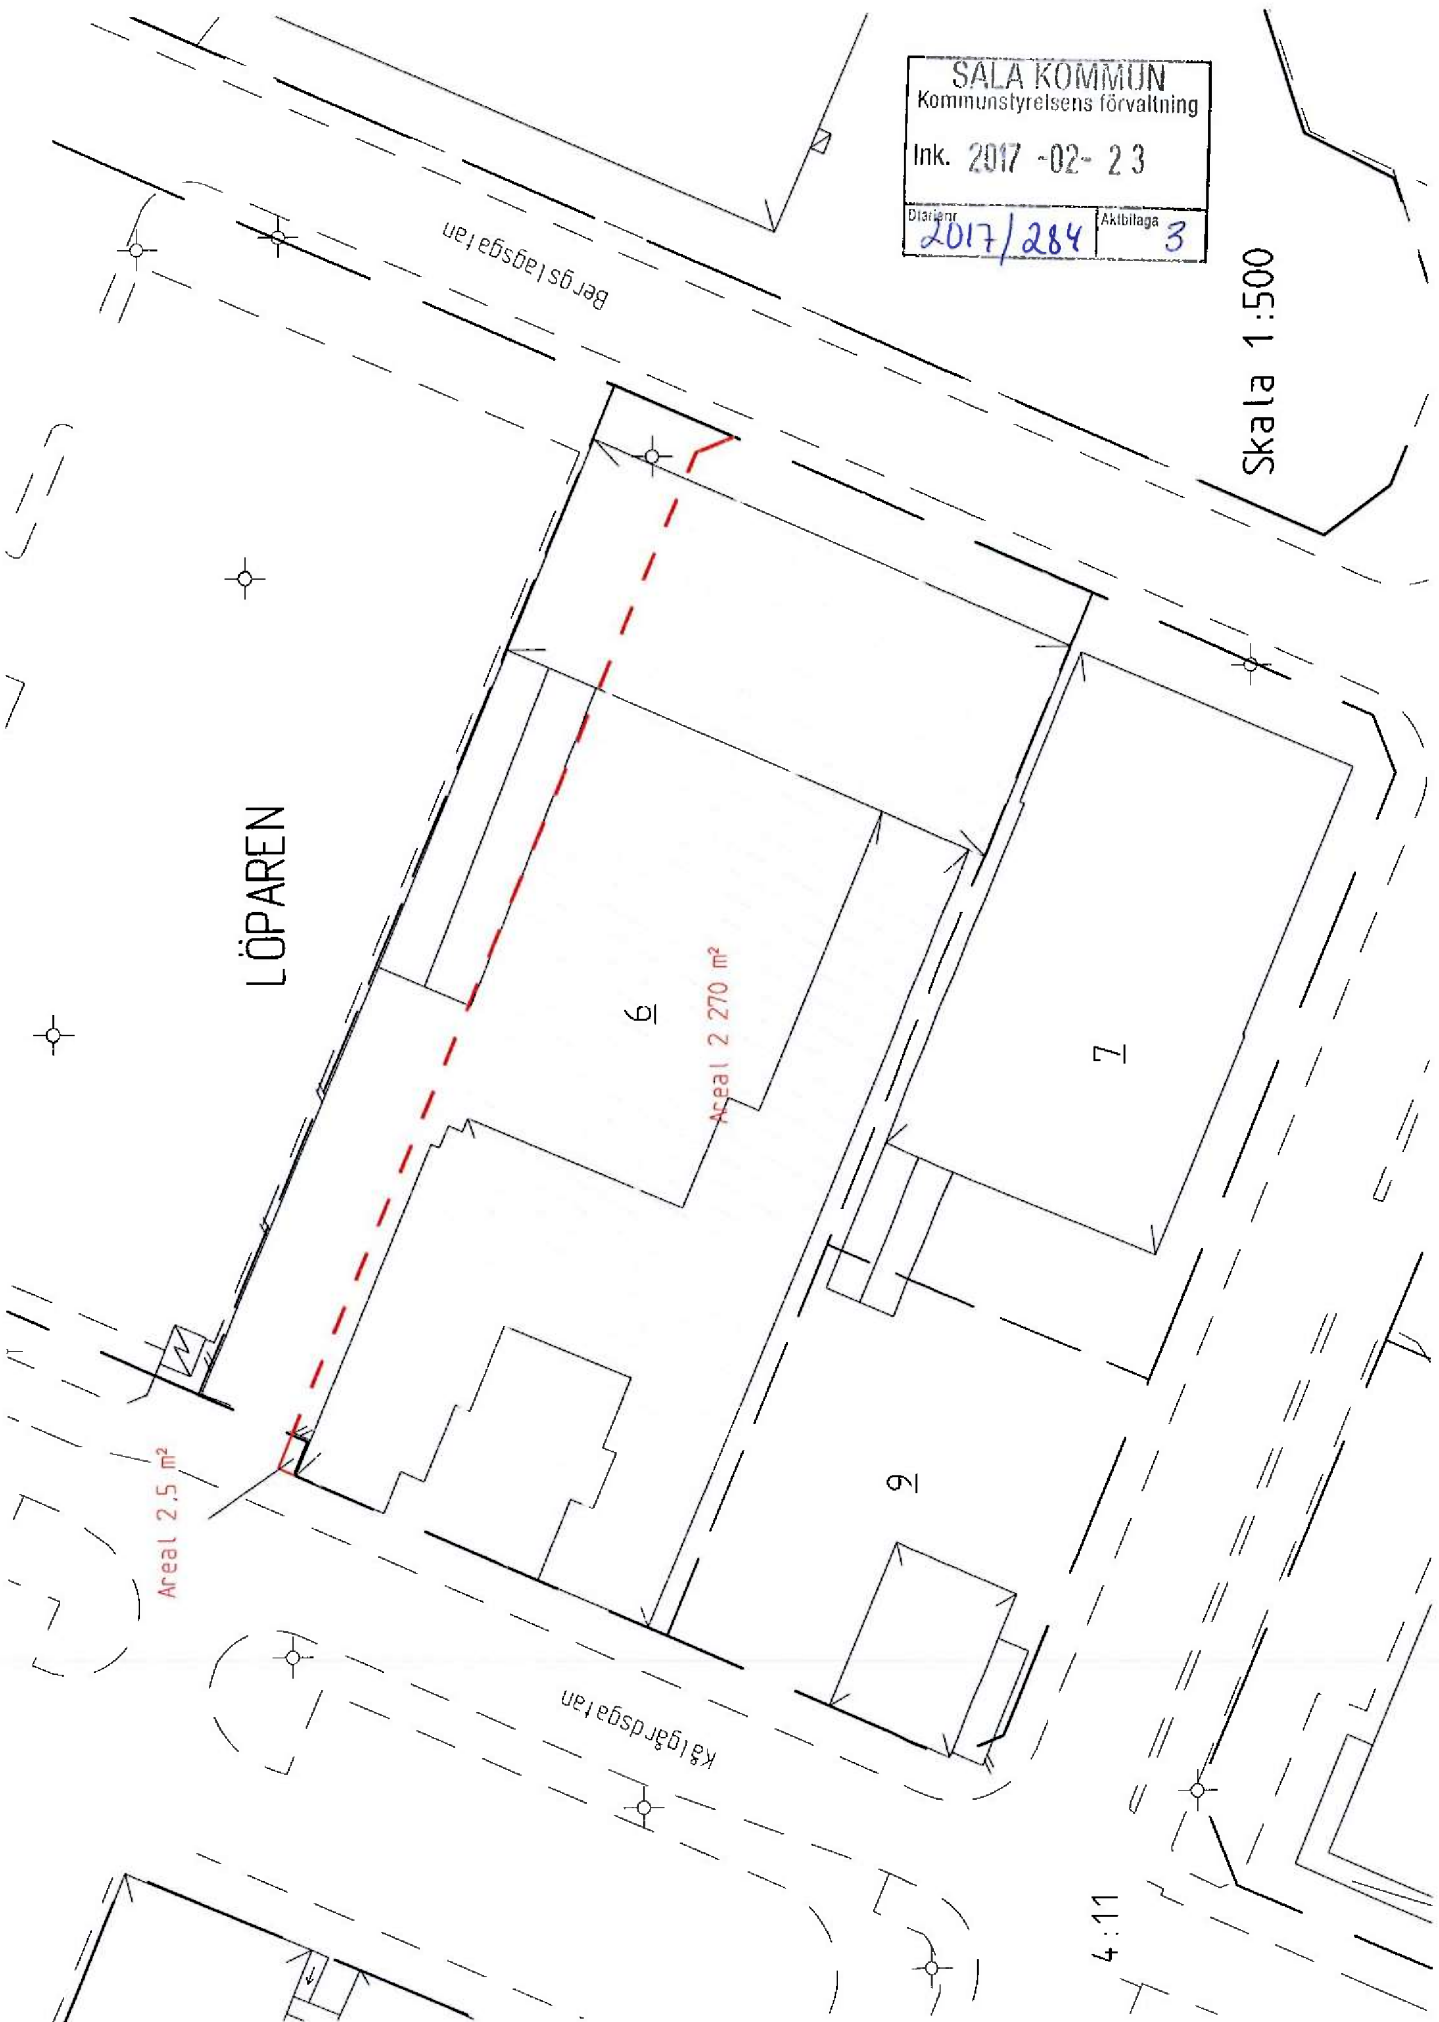 SALA KOMMUN
Kommunstyrelsens förvaltning
Ink. 2017 -02- 23
Diarienr
2017/284
Aktbilaga
3
Bergslagsgatan
Skala 1:500
LÖPAREN
6
Areal 2 270 m²
7
Areal 2.5 m²
9
Kålgårdsgatan
4:11